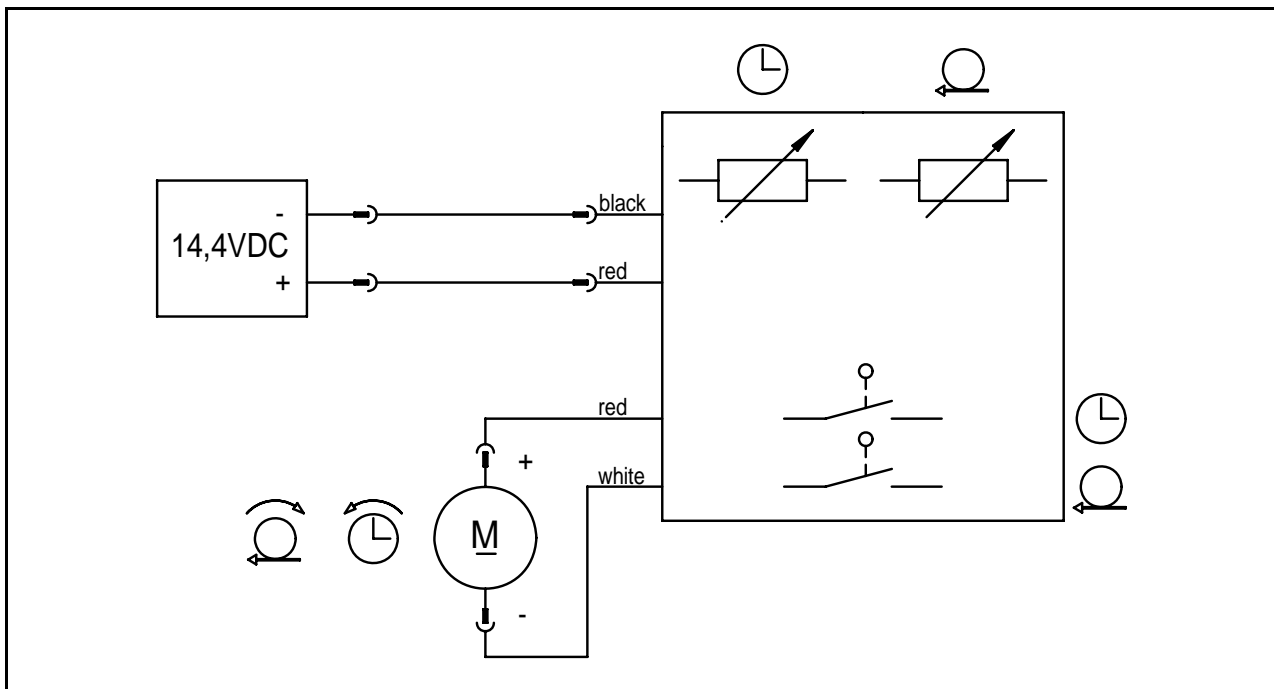 black
-
14,4VDC
+
red
red
+
white
M
-